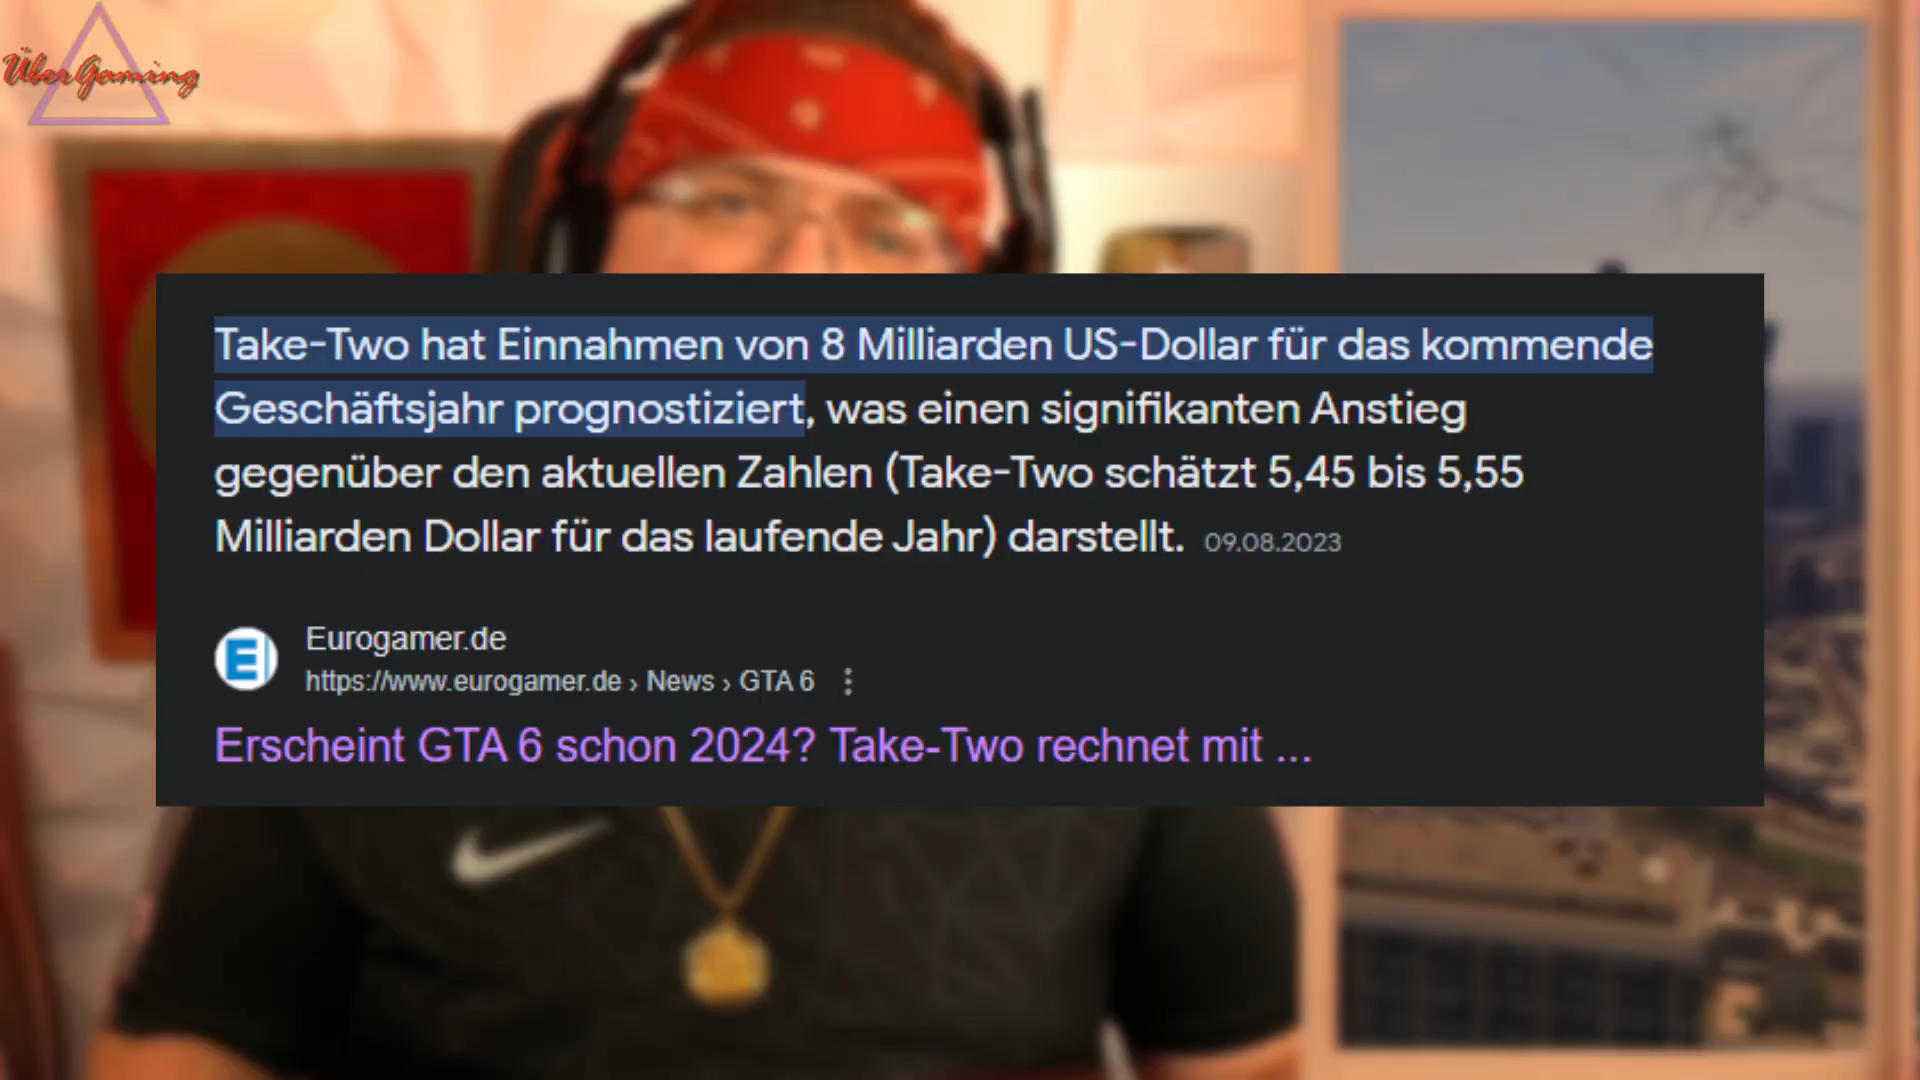 ÜberGaming
Take-Two hat Einnahmen von 8 Milliarden US-Dollar für das kommende
Geschäftsjahr prognostiziert, was einen signifikanten Anstieg
gegenüber den aktuellen Zahlen (Take-Two schätzt 5,45 bis 5,55
Milliarden Dollar für das laufende Jahr) darstellt. 09.08.2023
E
Eurogamer.de
https://www.eurogamer.de › News › GTA 6
Erscheint GTA 6 schon 2024? Take-Two rechnet mit ...